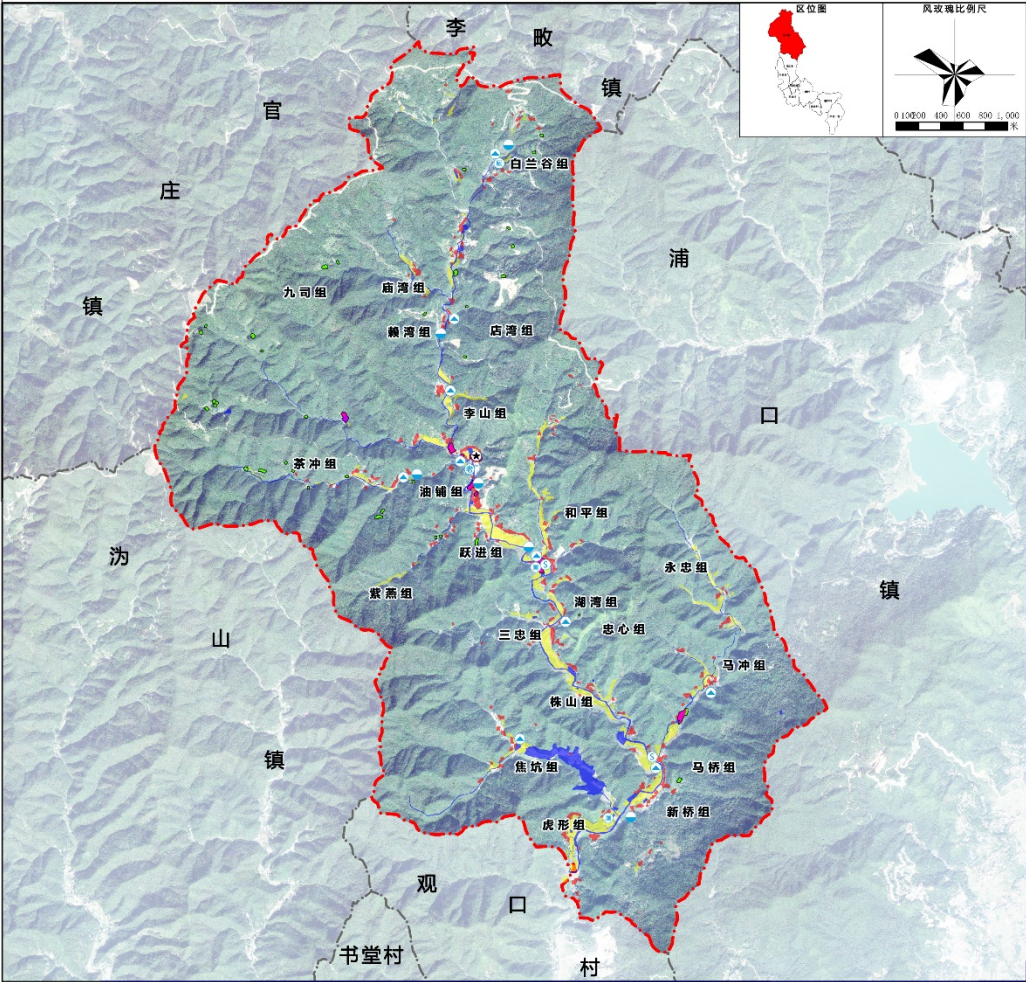 李
畋
镇
区位图
风玫瑰比例尺
0 100200 400 600 800 1,000
米
官
庄
镇
白兰谷组
浦
口
镇
九司组
庙湾组
赖湾组
店湾组
李山组
茶冲组
油铺组
和平组
跃进组
永忠组
紫燕组
湖湾组
三忠组
忠心组
马冲组
株山组
焦坑组
马桥组
新桥组
虎形组
沩
山
镇
观
口
村
书堂村
S
S